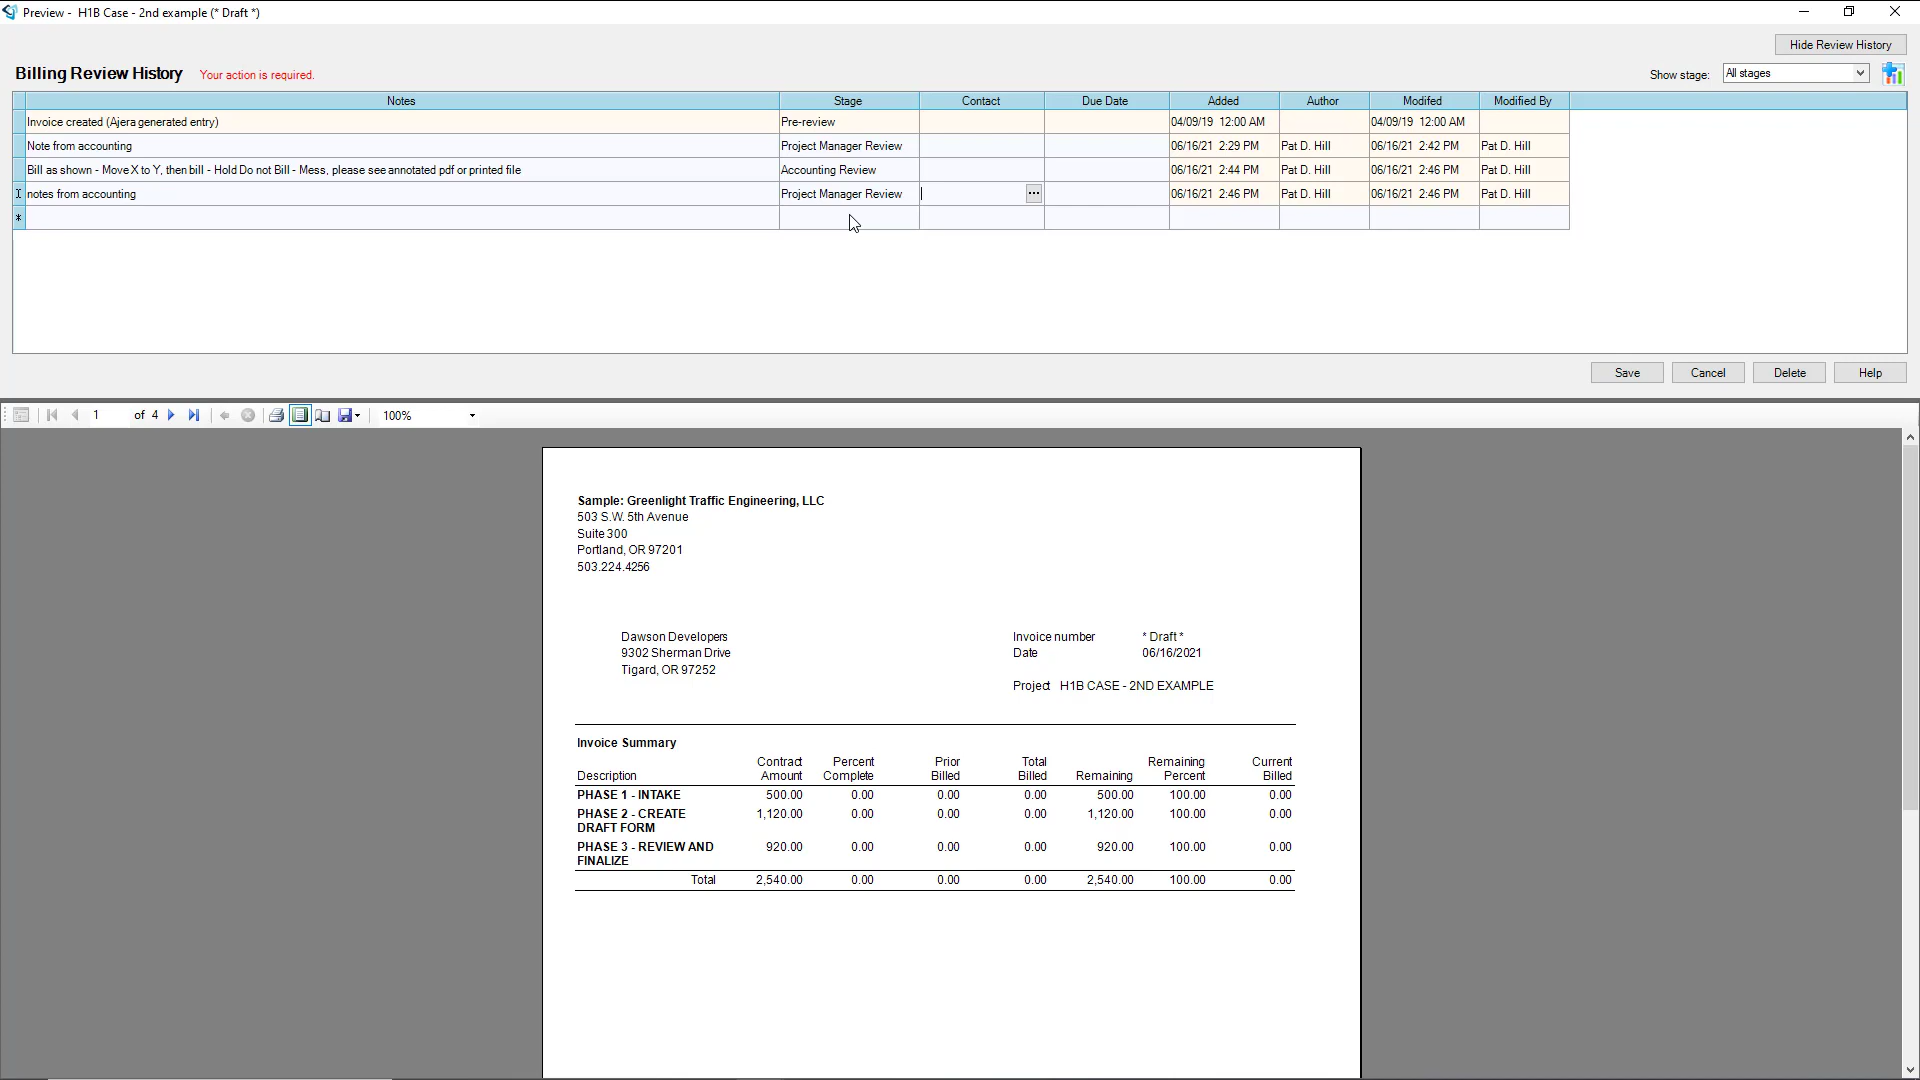 Preview - H1B Case - 2nd example (* Draft *)
Hide Review History
Billing Review History Your action is required. Show stage: All stages
Notes Stage Contact Due Date Added Author Modifed Modified By
Invoice created (Ajera generated entry) Pre-review 04/09/19 12:00 AM 04/09/19 12:00 AM
Note from accounting Project Manager Review 06/16/21 2:29 PM Pat D. Hill 06/16/21 2:42 PM Pat D. Hill
Bill as shown - Move X to Y, then bill - Hold Do not Bill - Mess, please see annotated pdf or printed file Accounting Review 06/16/21 2:44 PM Pat D. Hill 06/16/21 2:46 PM Pat D. Hill
notes from accounting Project Manager Review ... 06/16/21 2:46 PM Pat D. Hill 06/16/21 2:46 PM Pat D. Hill
*
Save Cancel Delete Help
1 of 4 100%
Sample: Greenlight Traffic Engineering, LLC
503 S.W. 5th Avenue
Suite 300
Portland, OR 97201
503.224.4256
Dawson Developers Invoice number * Draft *
9302 Sherman Drive Date 06/16/2021
Tigard, OR 97252
Project H1B CASE - 2ND EXAMPLE
Invoice Summary
Contract Percent Prior Total Remaining Current
Description Amount Complete Billed Billed Remaining Percent Billed
PHASE 1 - INTAKE 500.00 0.00 0.00 0.00 500.00 100.00 0.00
PHASE 2 - CREATE 1,120.00 0.00 0.00 0.00 1,120.00 100.00 0.00
DRAFT FORM
PHASE 3 - REVIEW AND 920.00 0.00 0.00 0.00 920.00 100.00 0.00
FINALIZE
Total 2,540.00 0.00 0.00 0.00 2,540.00 100.00 0.00